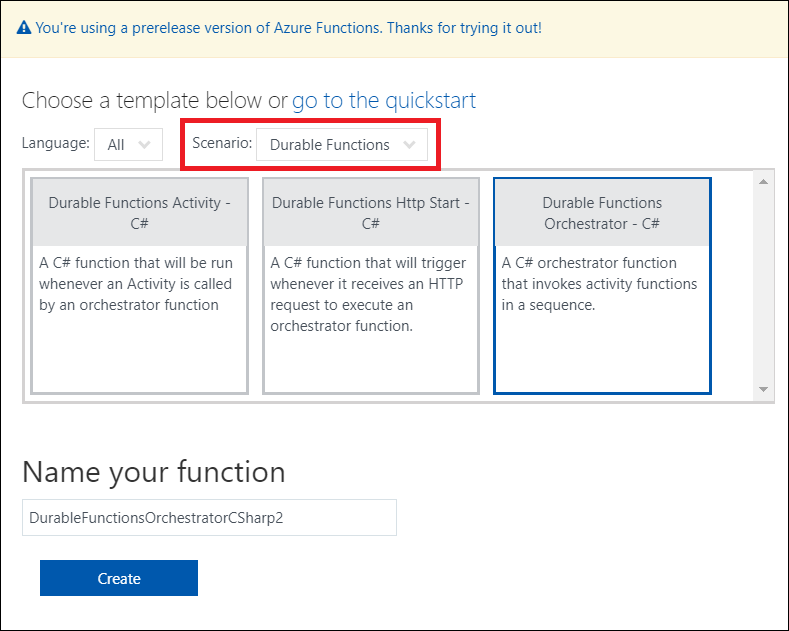 You're using a prerelease version of Azure Functions. Thanks for trying it out!
Choose a template below or go to the quickstart
Language: All Scenario: Durable Functions
Durable Functions Activity -
C#
A C# function that will be run
whenever an Activity is called
by an orchestrator function
Durable Functions Http Start -
C#
A C# function that will trigger
whenever it receives an HTTP
request to execute an
orchestrator function.
Durable Functions
Orchestrator - C#
A C# orchestrator function
that invokes activity functions
in a sequence.
Name your function
DurableFunctionsOrchestratorCSharp2
Create